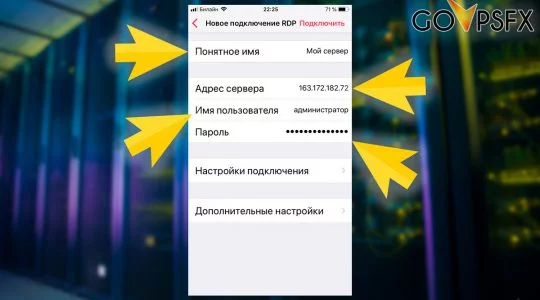 GOVPSFX
Билайн 22:25 71 %
Новое подключение RDP Подключить
Понятное имя Мой сервер
Адрес сервера 163.172.182.72
Имя пользователя администратор
Пароль ••••••••••••••
Настройки подключения
Дополнительные настройки